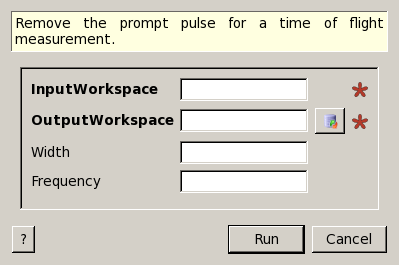 Remove the prompt pulse for a time of flight
measurement.
InputWorkspace
OutputWorkspace
Width
Frequency
? Run Cancel